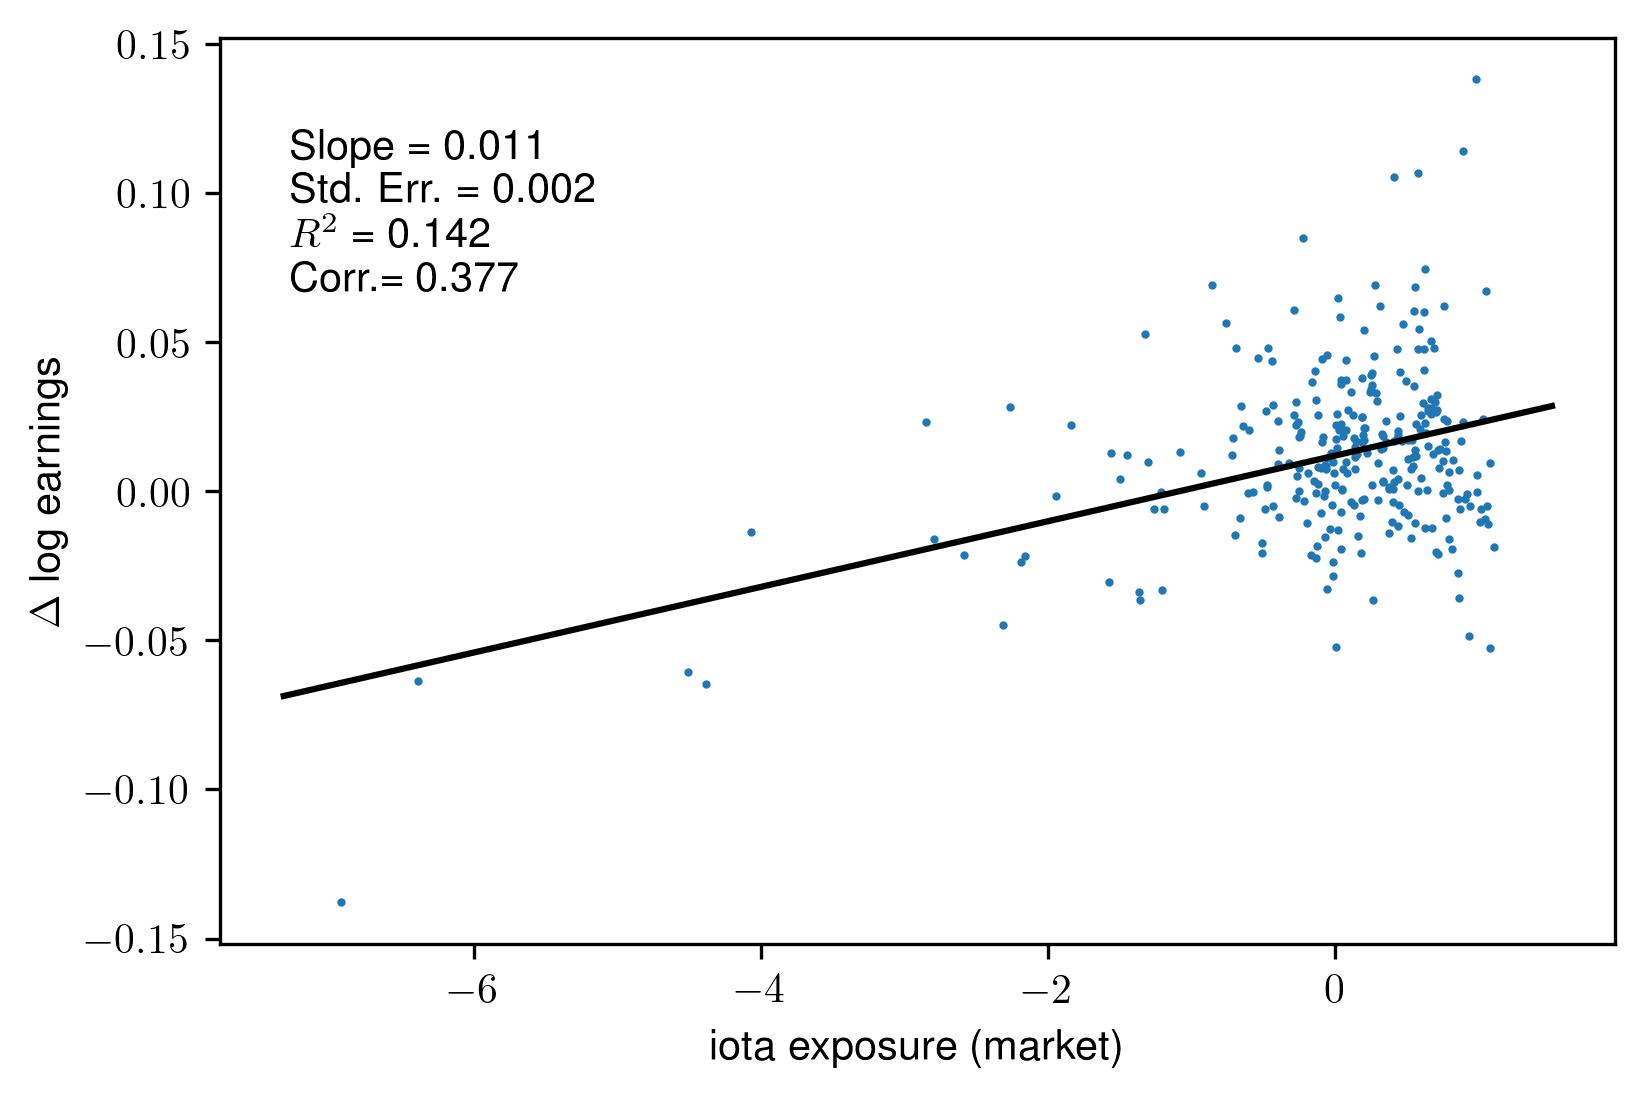 Slope = 0.011
Std. Err. = 0.002
R² = 0.142
Corr.= 0.377
0.15
0.10
0.05
0.00
−0.05
−0.10
−0.15
Δ log earnings
−6
−4
−2
0
iota exposure (market)